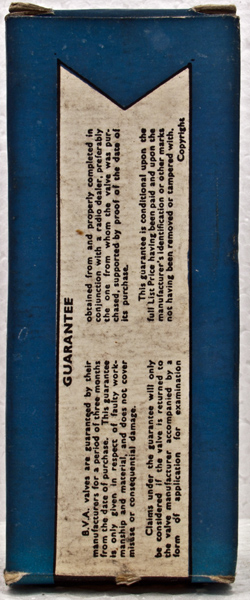 GUARANTEE
B.V.A. valves are guaranteed by their
manufacturers for a period of three months
from the date of purchase. This guarantee
is only given in respect of faulty work-
manship and material and does not cover
misuse or consequential damage.
Claims under the guarantee will only
be considered if the valve is returned to
the valve manufacturer accompanied by a
form of application for examination
obtained from and properly completed in
conjunction with a radio dealer, preferably
the one from whom the valve was pur-
chased, supported by proof of the date of
its purchase.
This guarantee is conditional upon the
full List Price having been paid and upon the
manufacturer's identification or other marks
not having been removed or tampered with.
Copyright